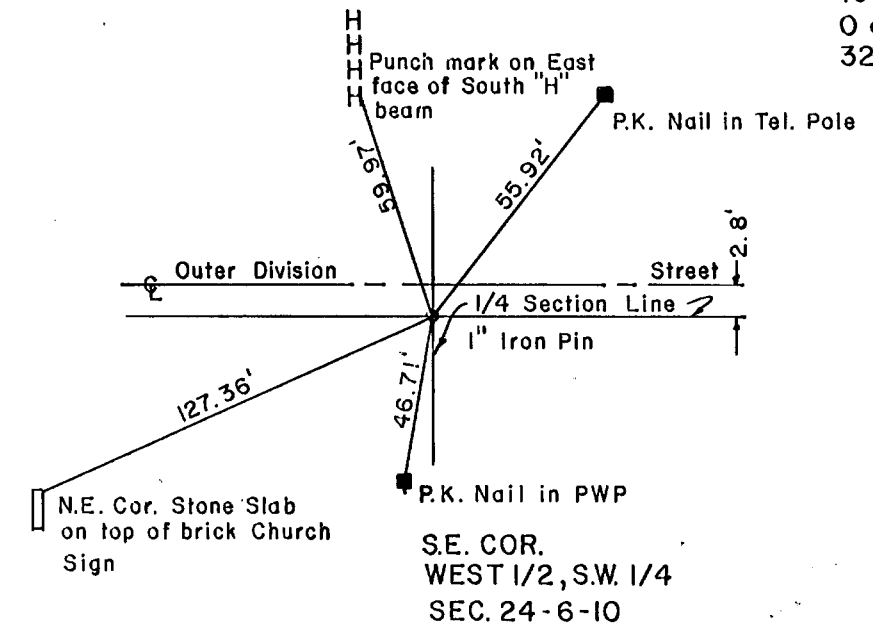 H
H
H
H
Punch mark on East
face of South "H"
beam
P.K. Nail in Tel. Pole
59.97'
55.92'
2.8'
Outer Division
Street
1/4 Section Line
1" Iron Pin
127.36'
46.71'
P.K. Nail in PWP
N.E. Cor. Stone Slab
on top of brick Church
Sign
S.E. COR.
WEST 1/2, S.W. 1/4
SEC. 24-6-10
32